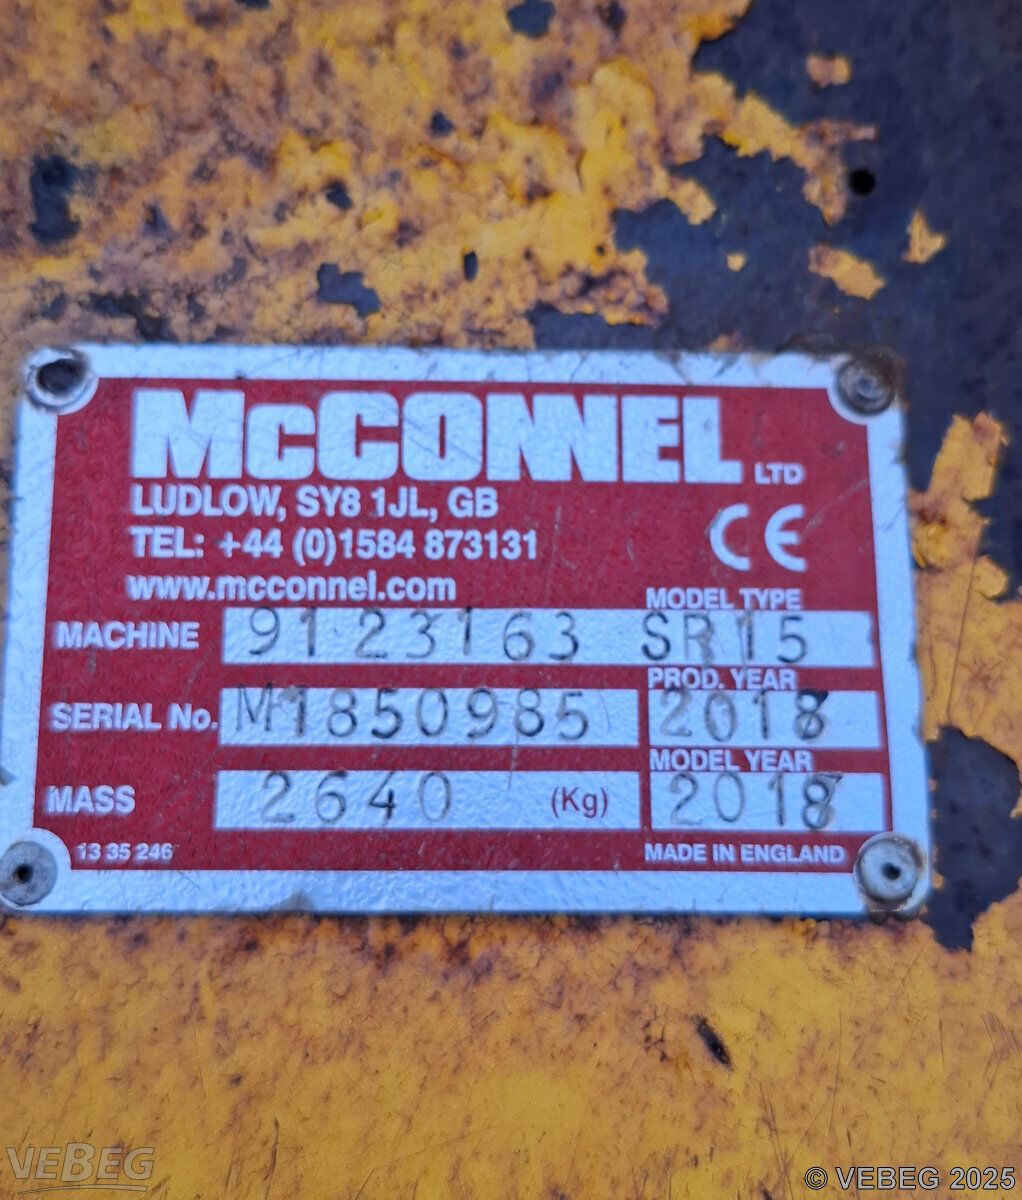 McCONNEL LTD
LUDLOW, SY8 1JL, GB
TEL: +44 (0)1584 873131
CE
www.mcconnel.com
MODEL TYPE
MACHINE 9123163 SR15
PROD. YEAR
SERIAL No. M1850985 2018
MODEL YEAR
MASS 2640 (Kg) 2018
13 35 246 MADE IN ENGLAND
VEBEG
© VEBEG 2025